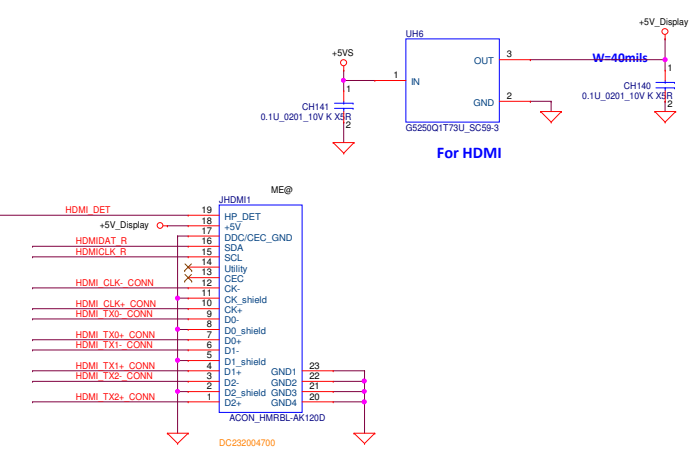 +5V_Display
UH6
+5VS
OUT 3
W=40mils
1 IN
1
1
CH141
0.1U_0201_10V K X5R
2
GND 2
CH140
0.1U_0201_10V K X5R
2
G5250Q1T73U_SC59-3
For HDMI
ME@
JHDMI1
HDMI_DET 19 HP_DET
+5V_Display 18 +5V
17 DDC/CEC_GND
HDMIDAT_R 16 SDA
HDMICLK_R 15 SCL
14 Utility
13 CEC
HDMI_CLK-_CONN 12 CK-
11 CK_shield
HDMI_CLK+_CONN 10 CK+
HDMI_TX0-_CONN 9 D0-
8 D0_shield
HDMI_TX0+_CONN 7 D0+
HDMI_TX1-_CONN 6 D1-
5 D1_shield
HDMI_TX1+_CONN 4 D1+ GND1 23
HDMI_TX2-_CONN 3 D2- GND2 22
2 D2_shield GND3 21
HDMI_TX2+_CONN 1 D2+ GND4 20
ACON_HMRBL-AK120D
DC232004700